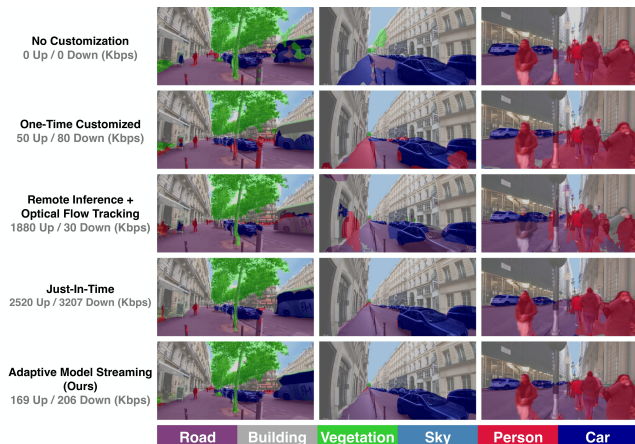 No Customization
0 Up / 0 Down (Kbps)
One-Time Customized
50 Up / 80 Down (Kbps)
Remote Inference +
Optical Flow Tracking
1880 Up / 30 Down (Kbps)
Just-In-Time
2520 Up / 3207 Down (Kbps)
Adaptive Model Streaming
(Ours)
169 Up / 206 Down (Kbps)
Road Building Vegetation Sky Person Car